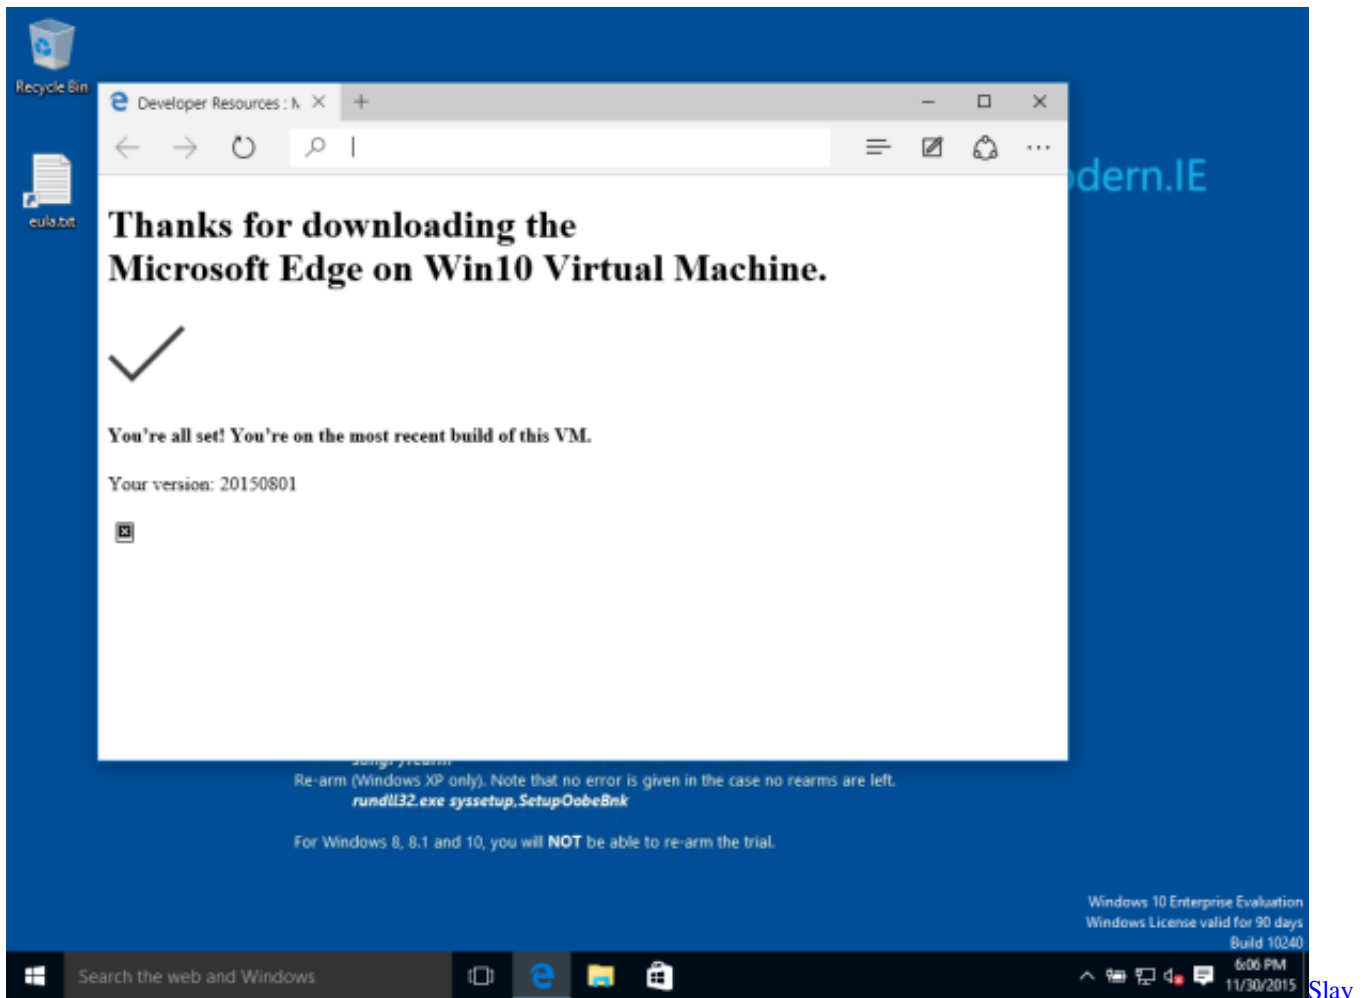 Recycle Bin
Developer Resources : M
eula.txt
odern.IE
Thanks for downloading the
Microsoft Edge on Win10 Virtual Machine.
You're all set! You're on the most recent build of this VM.
Your version: 20150801
Re-arm (Windows XP only). Note that no error is given in the case no rearms are left.
rundll32.exe syssetup,SetupOobeBnk
For Windows 8, 8.1 and 10, you will NOT be able to re-arm the trial.
Windows 10 Enterprise Evaluation
Windows License valid for 90 days
Build 10240
Search the web and Windows
6:06 PM
11/30/2015
Slav